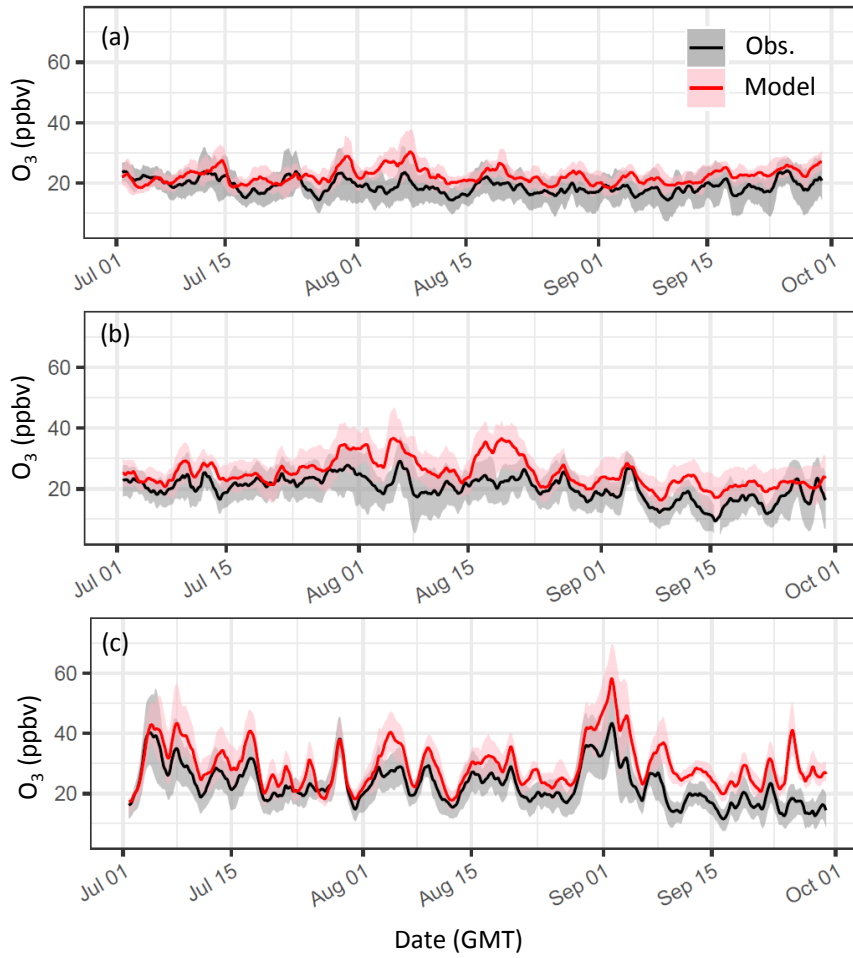 (a)
Obs.
Model
O₃ (ppbv)
60
40
20
Jul 01
Jul 15
Aug 01
Aug 15
Sep 01
Sep 15
Oct 01
(b)
O₃ (ppbv)
60
40
20
Jul 01
Jul 15
Aug 01
Aug 15
Sep 01
Sep 15
Oct 01
(c)
O₃ (ppbv)
60
40
20
Jul 01
Jul 15
Aug 01
Aug 15
Sep 01
Sep 15
Oct 01
Date (GMT)